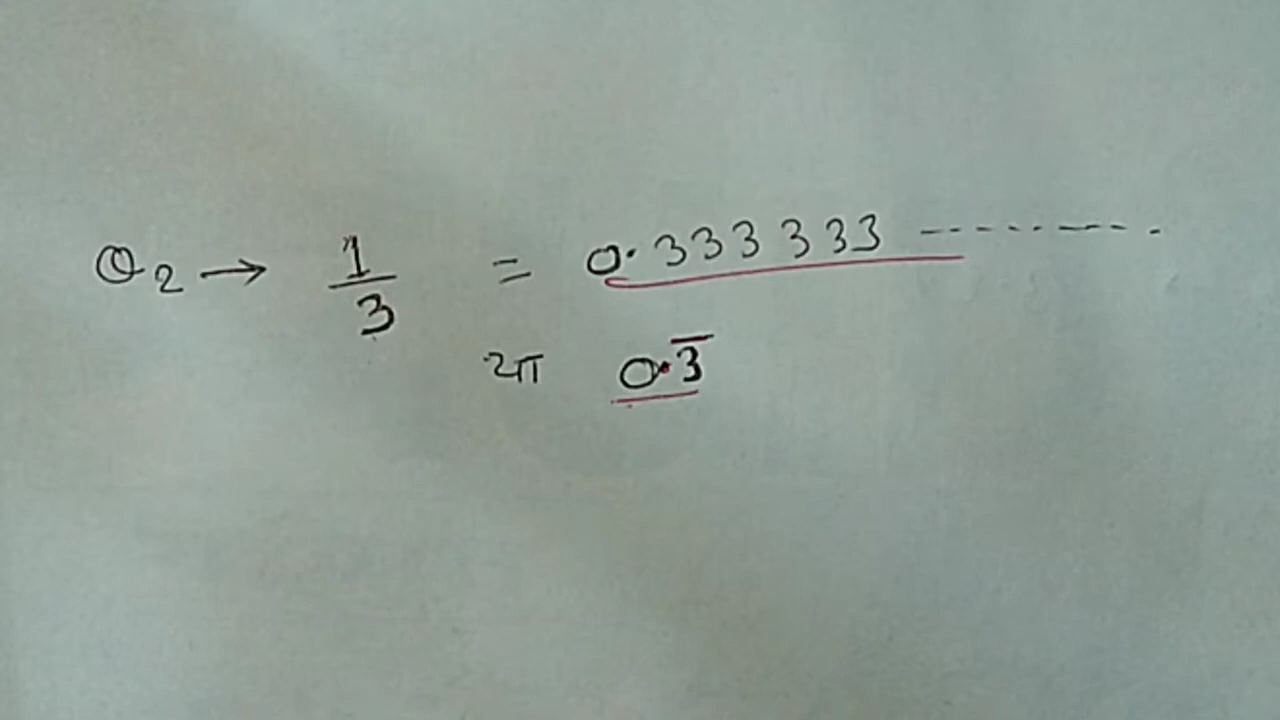 Q₂ → 1/3 = 0.333333 ----------
या 0.3̅